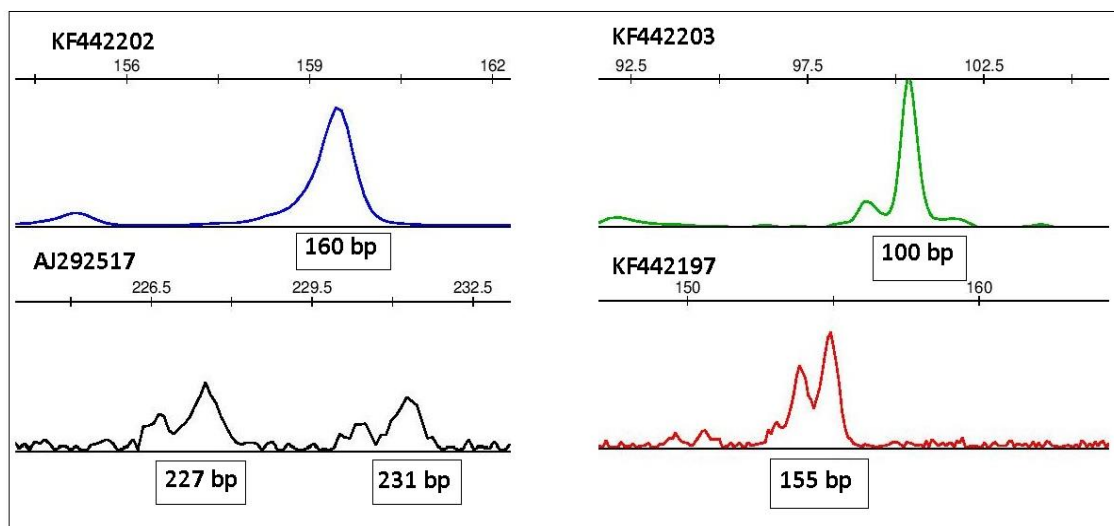 KF442202
156 159 162
160 bp
KF442203
92.5 97.5 102.5
100 bp
AJ292517
226.5 229.5 232.5
227 bp 231 bp
KF442197
150 160
155 bp